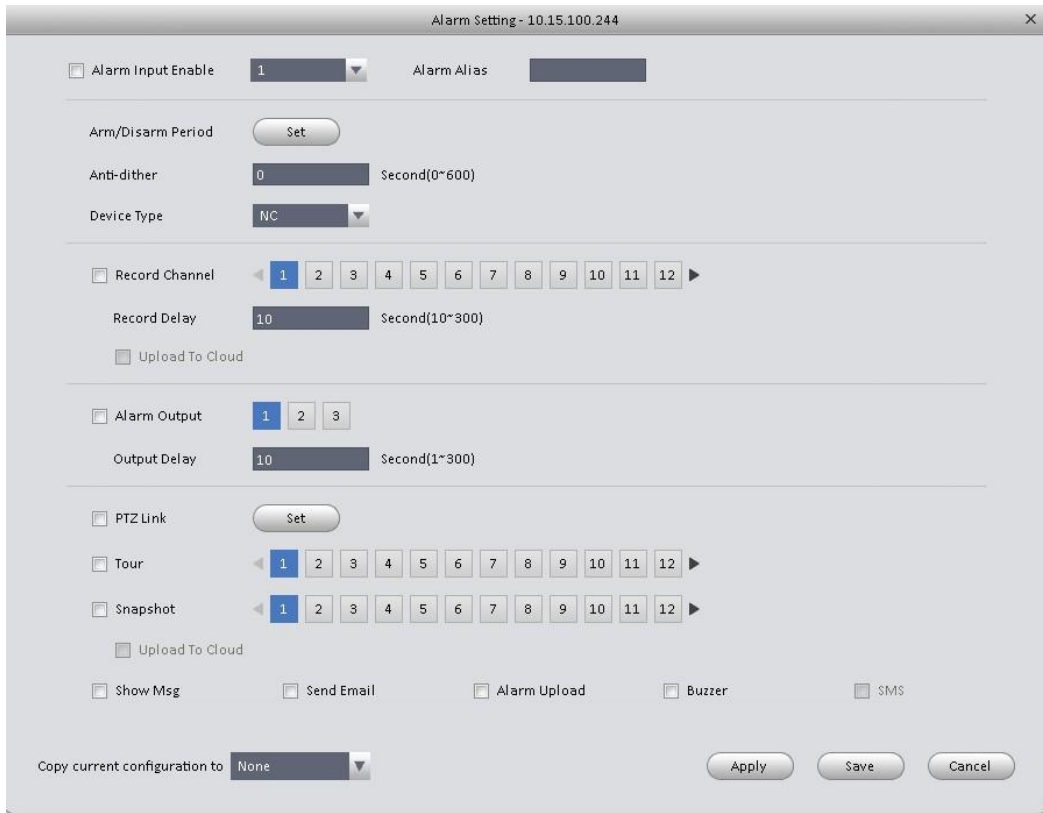 Alarm Setting - 10.15.100.244
Alarm Input Enable 1 Alarm Alias
Arm/Disarm Period Set
Anti-dither 0 Second(0~600)
Device Type NC
Record Channel 1 2 3 4 5 6 7 8 9 10 11 12
Record Delay 10 Second(10~300)
Upload To Cloud
Alarm Output 1 2 3
Output Delay 10 Second(1~300)
PTZ Link Set
Tour 1 2 3 4 5 6 7 8 9 10 11 12
Snapshot 1 2 3 4 5 6 7 8 9 10 11 12
Upload To Cloud
Show Msg Send Email Alarm Upload Buzzer SMS
Copy current configuration to None Apply Save Cancel